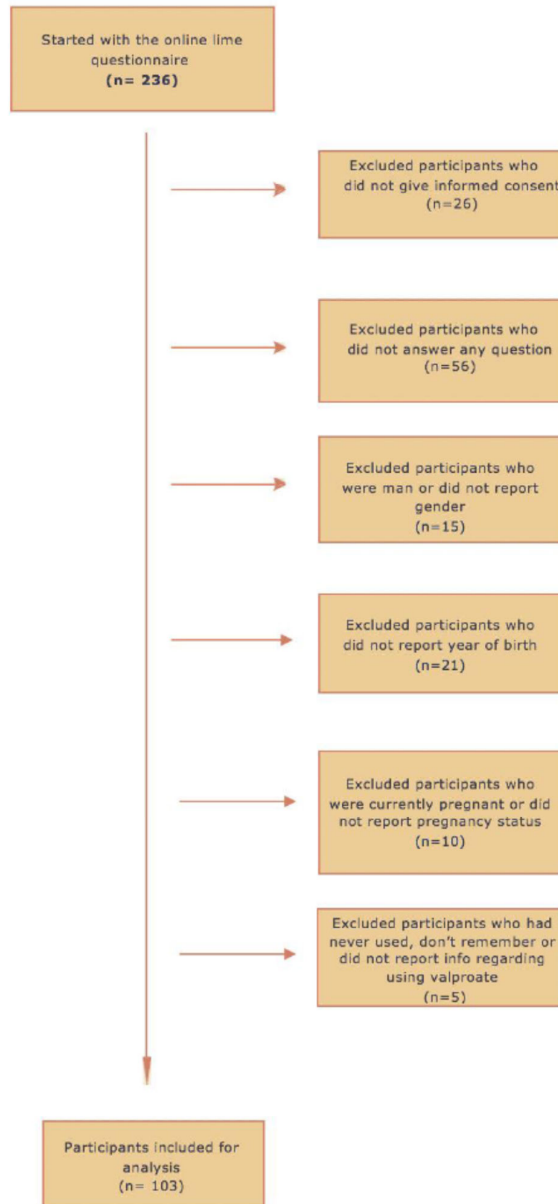 Started with the online lime
questionnaire
(n= 236)
Excluded participants who
did not give informed consent
(n=26)
Excluded participants who
did not answer any question
(n=56)
Excluded participants who
were man or did not report
gender
(n=15)
Excluded participants who
did not report year of birth
(n=21)
Excluded participants who
were currently pregnant or did
not report pregnancy status
(n=10)
Excluded participants who had
never used, don't remember or
did not report info regarding
using valproate
(n=5)
Participants included for
analysis
(n= 103)